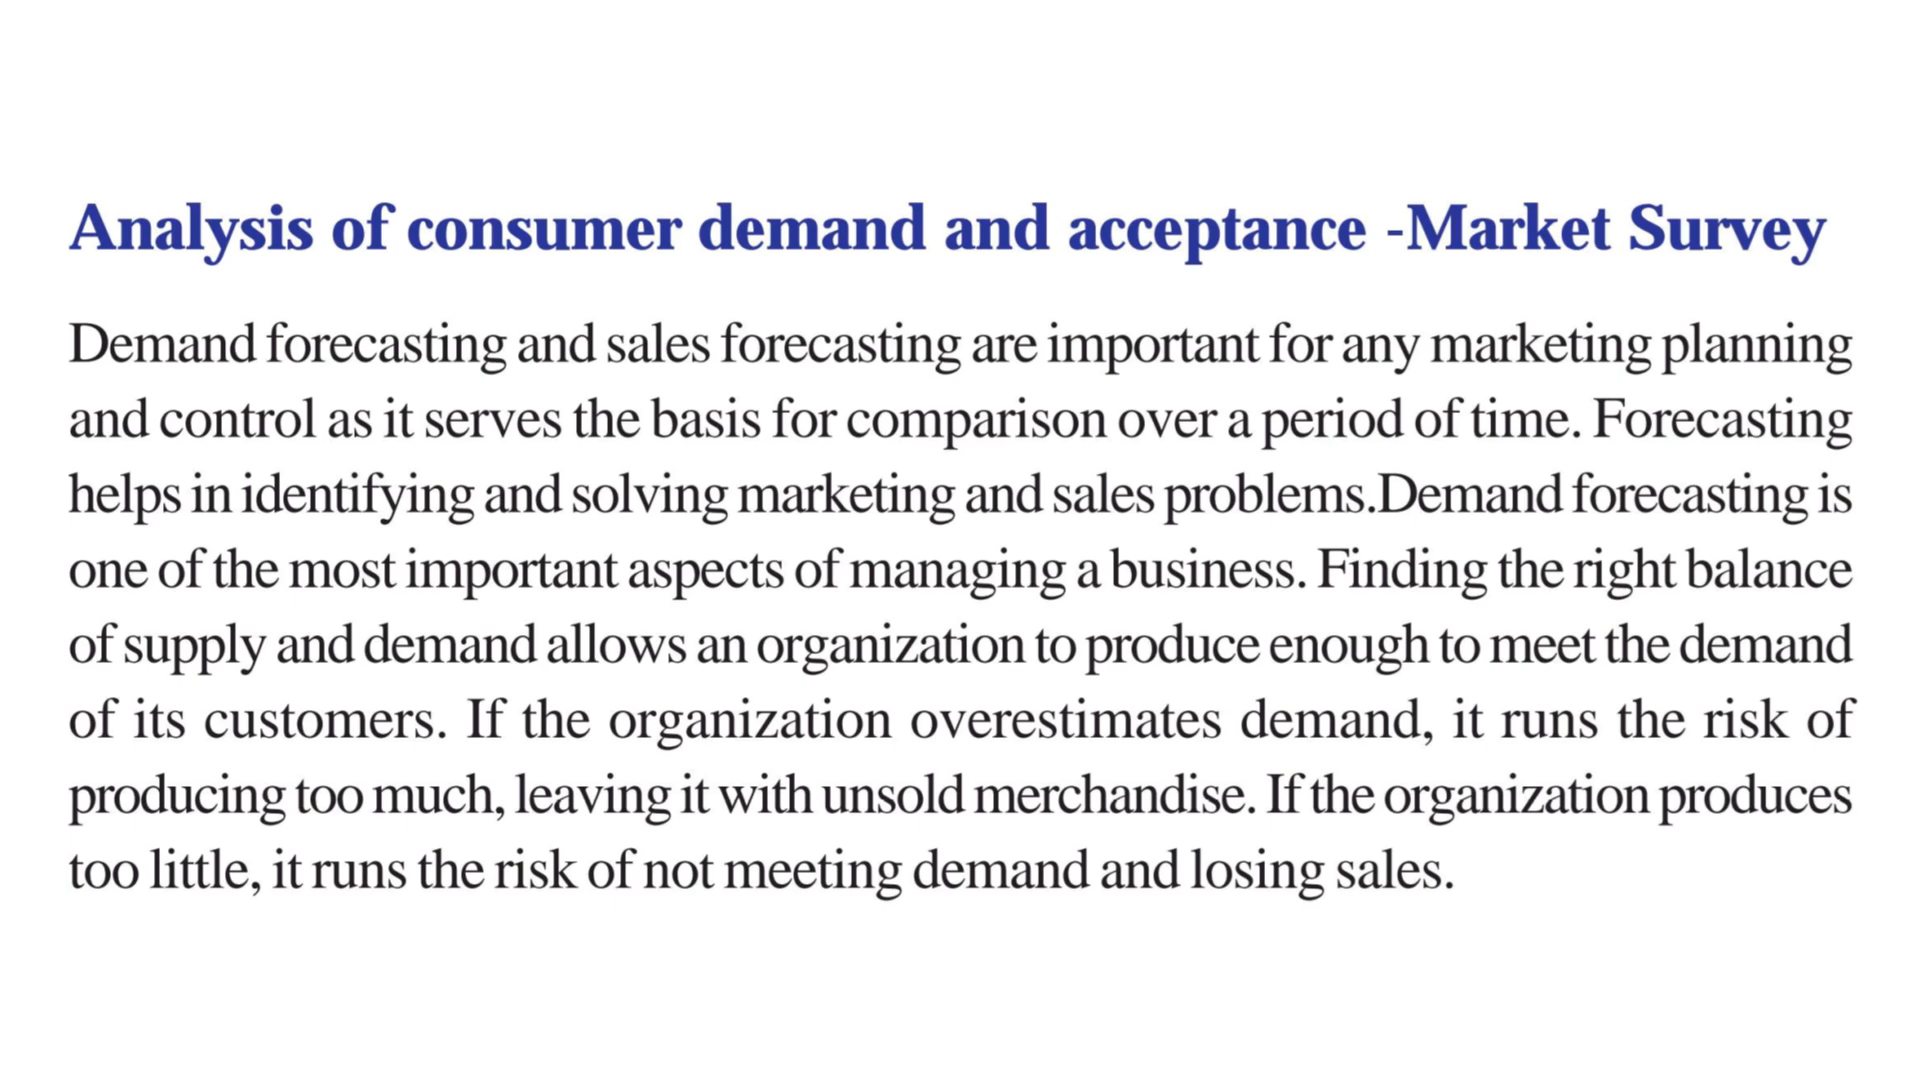 Analysis of consumer demand and acceptance -Market Survey
Demand forecasting and sales forecasting are important for any marketing planning
and control as it serves the basis for comparison over a period of time. Forecasting
helps in identifying and solving marketing and sales problems.Demand forecasting is
one of the most important aspects of managing a business. Finding the right balance
of supply and demand allows an organization to produce enough to meet the demand
of its customers. If the organization overestimates demand, it runs the risk of
producing too much, leaving it with unsold merchandise. If the organization produces
too little, it runs the risk of not meeting demand and losing sales.